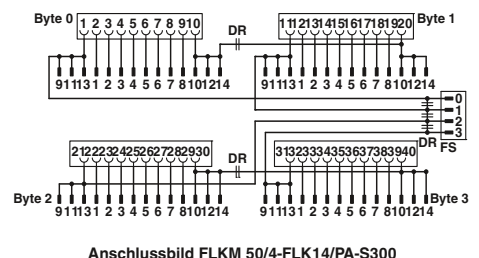 Byte 0 1 2 3 4 5 6 7 8 9 10 DR 11 12 13 14 15 16 17 18 19 20 Byte 1
9 11 13 1 2 3 4 5 6 7 8 10 12 14 9 11 13 1 2 3 4 5 6 7 8 10 12 14
0
1
2
3
DR FS
21 22 23 24 25 26 27 28 29 30 DR 31 32 33 34 35 36 37 38 39 40
Byte 2 9 11 13 1 2 3 4 5 6 7 8 10 12 14 9 11 13 1 2 3 4 5 6 7 8 10 12 14 Byte 3
Anschlussbild FLKM 50/4-FLK14/PA-S300